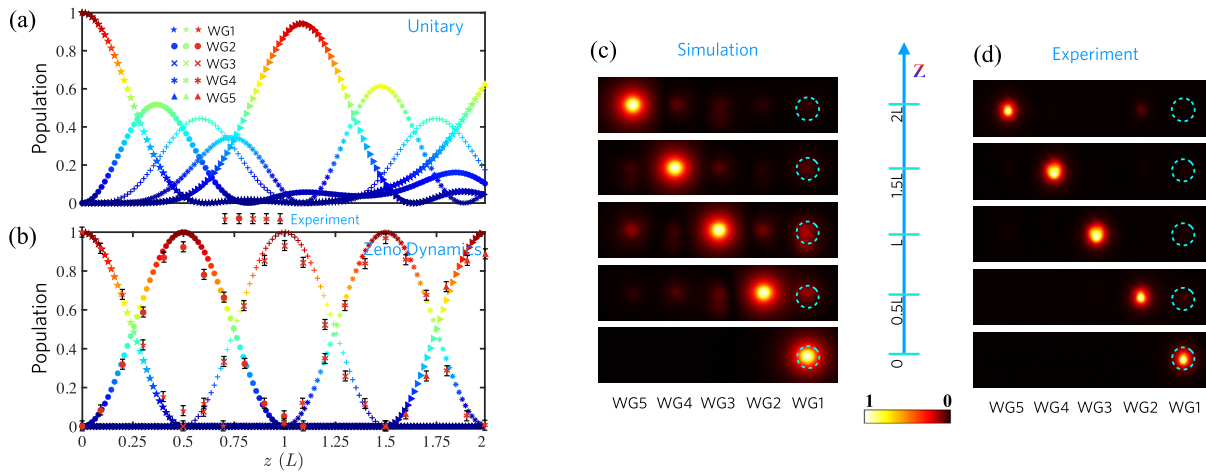 (a)
Unitary
Population
1
0.8
0.6
0.4
0.2
0
WG1
WG2
WG3
WG4
WG5
Experiment
(b)
Zeno Dynamics
Population
1
0.8
0.6
0.4
0.2
0
0 0.25 0.5 0.75 1 1.25 1.5 1.75 2
z (L)
(c)
Simulation
WG5 WG4 WG3 WG2 WG1
Z
2L
1.5L
L
0.5L
0
1 0
(d)
Experiment
WG5 WG4 WG3 WG2 WG1